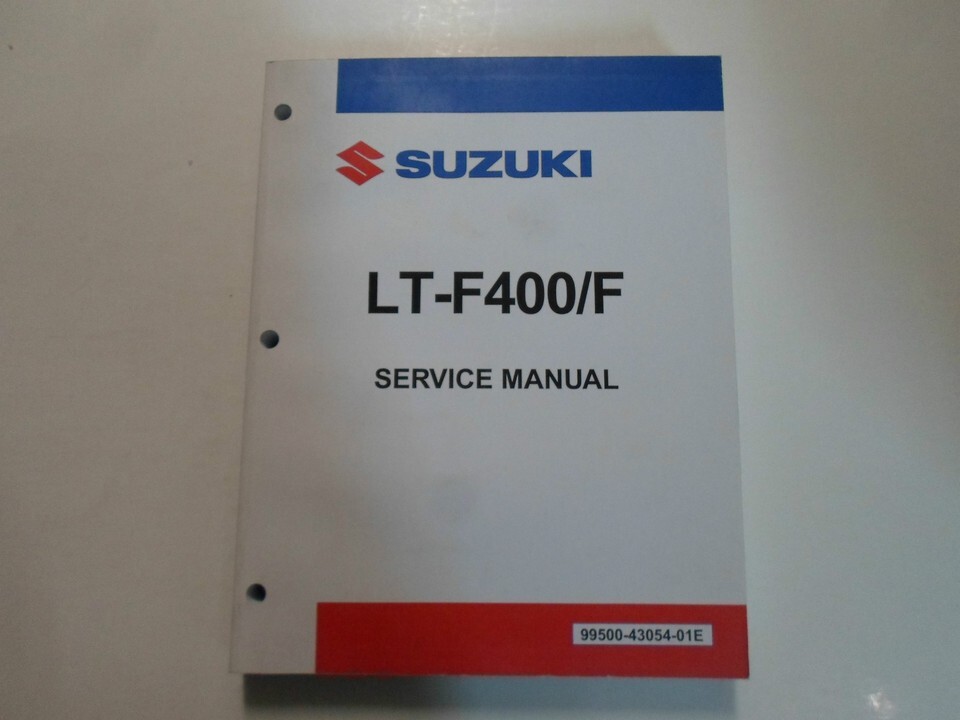 SUZUKI
LT-F400/F
SERVICE MANUAL
99500-43054-01E